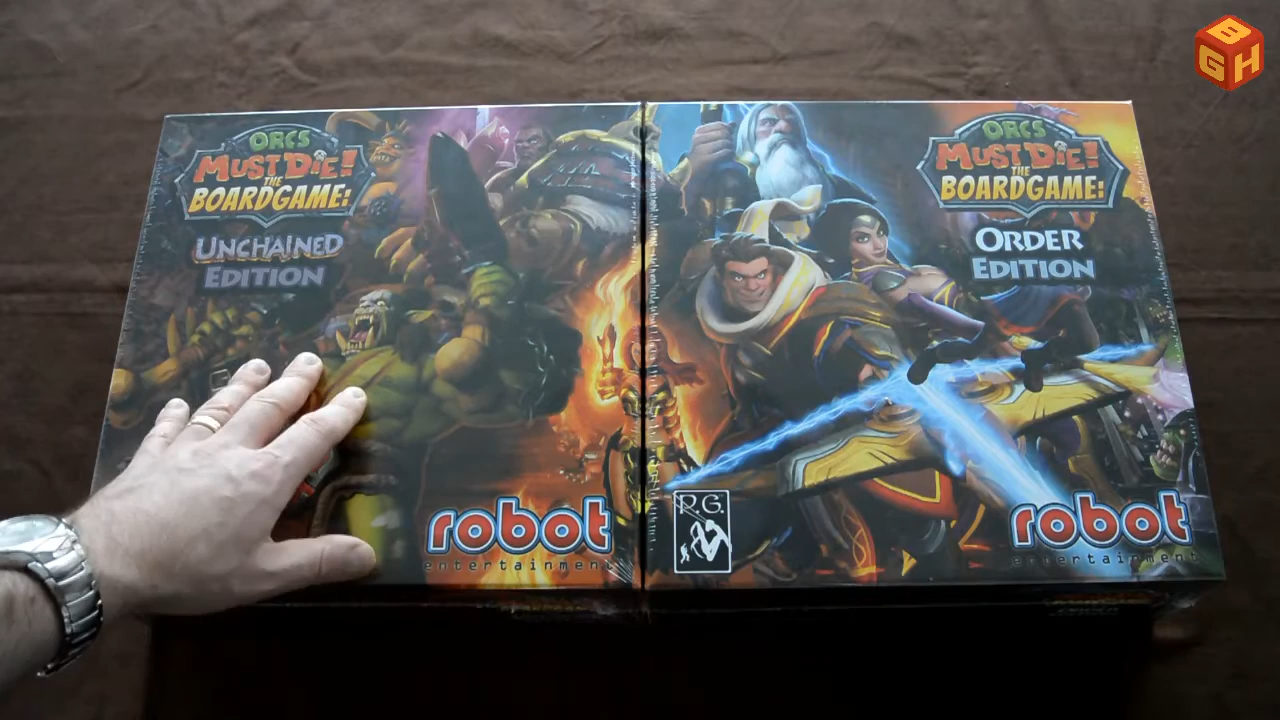 ORCS
MUST DIE!
THE
BOARDGAME:
UNCHAINED
EDITION
robot
entertainment
ORCS
MUST DIE!
THE
BOARDGAME:
ORDER
EDITION
P.G.
robot
entertainment
B
G H